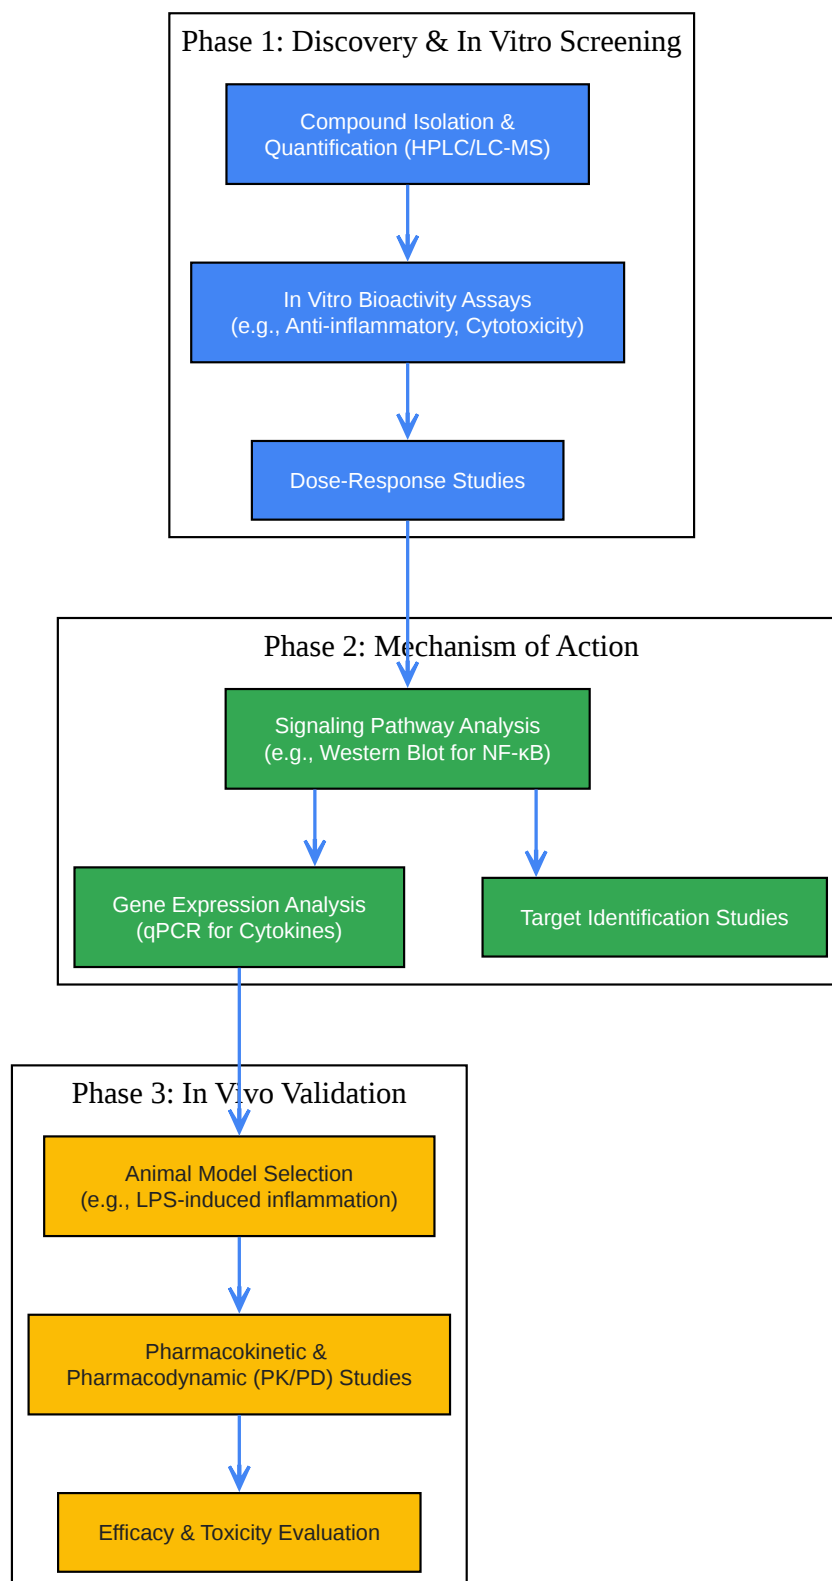 Phase 1: Discovery & In Vitro Screening
Compound Isolation &
Quantification (HPLC/LC-MS)
In Vitro Bioactivity Assays
(e.g., Anti-inflammatory, Cytotoxicity)
Dose-Response Studies
Phase 2: Mechanism of Action
Signaling Pathway Analysis
(e.g., Western Blot for NF-κB)
Gene Expression Analysis
(qPCR for Cytokines)
Target Identification Studies
Phase 3: In Vivo Validation
Animal Model Selection
(e.g., LPS-induced inflammation)
Pharmacokinetic &
Pharmacodynamic (PK/PD) Studies
Efficacy & Toxicity Evaluation